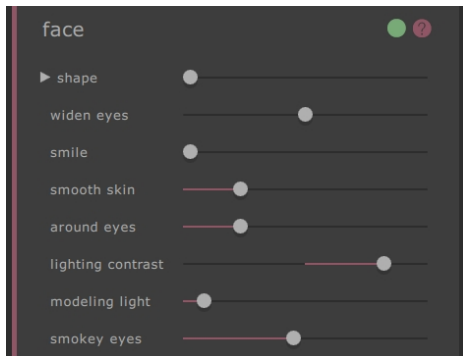 face
?
shape
widen eyes
smile
smooth skin
around eyes
lighting contrast
modeling light
smokey eyes